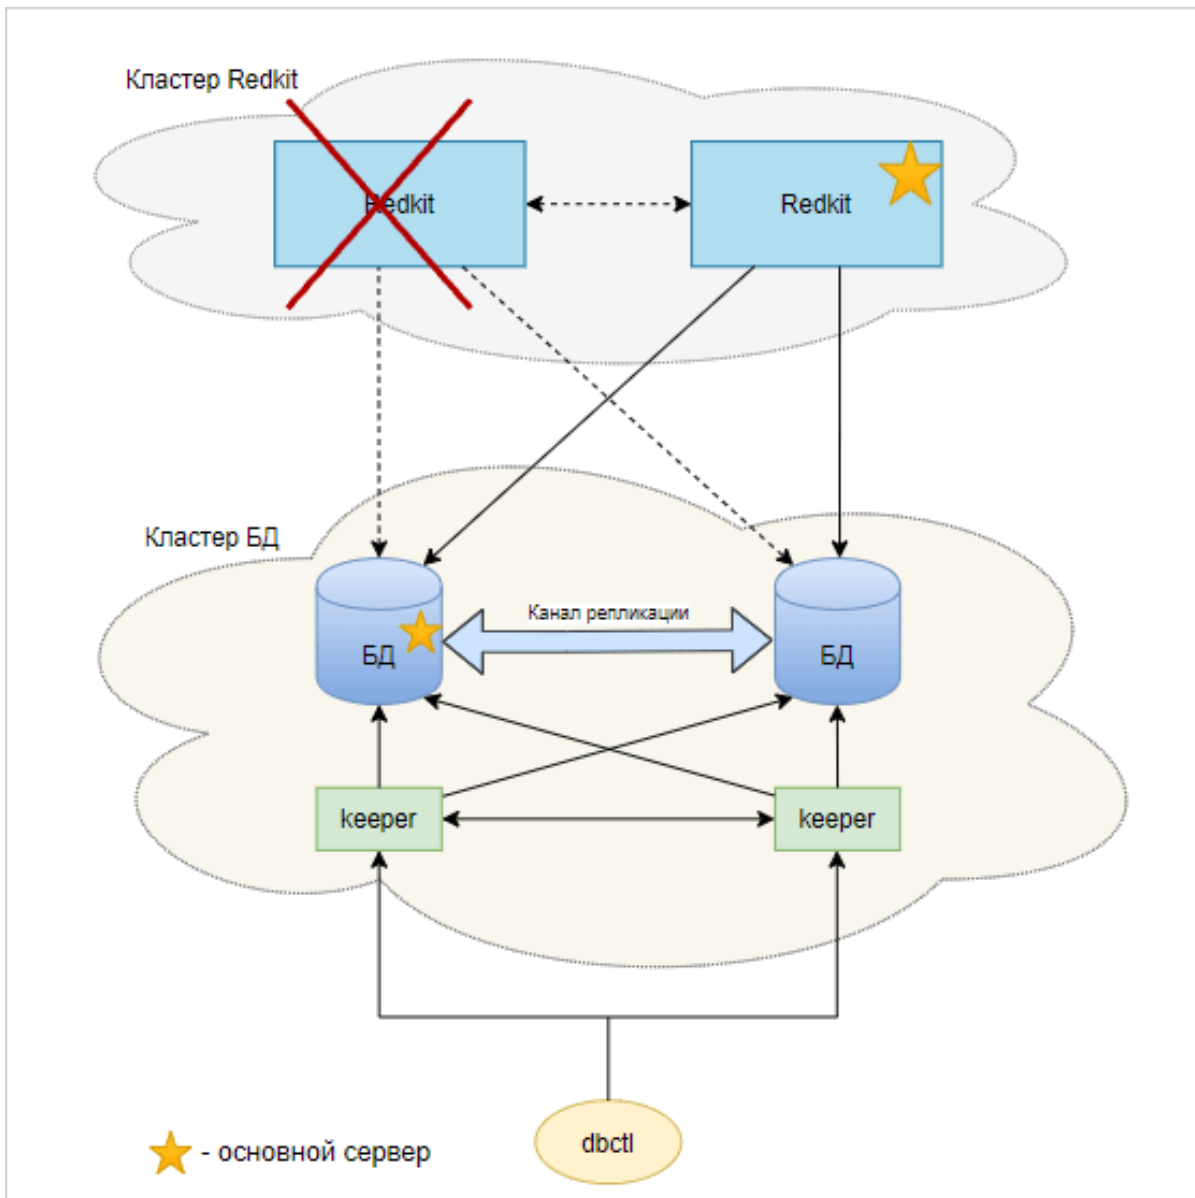 Кластер Redkit
Redkit
Redkit
Кластер БД
Канал репликации
БД
БД
keeper
keeper
dbctl
- основной сервер